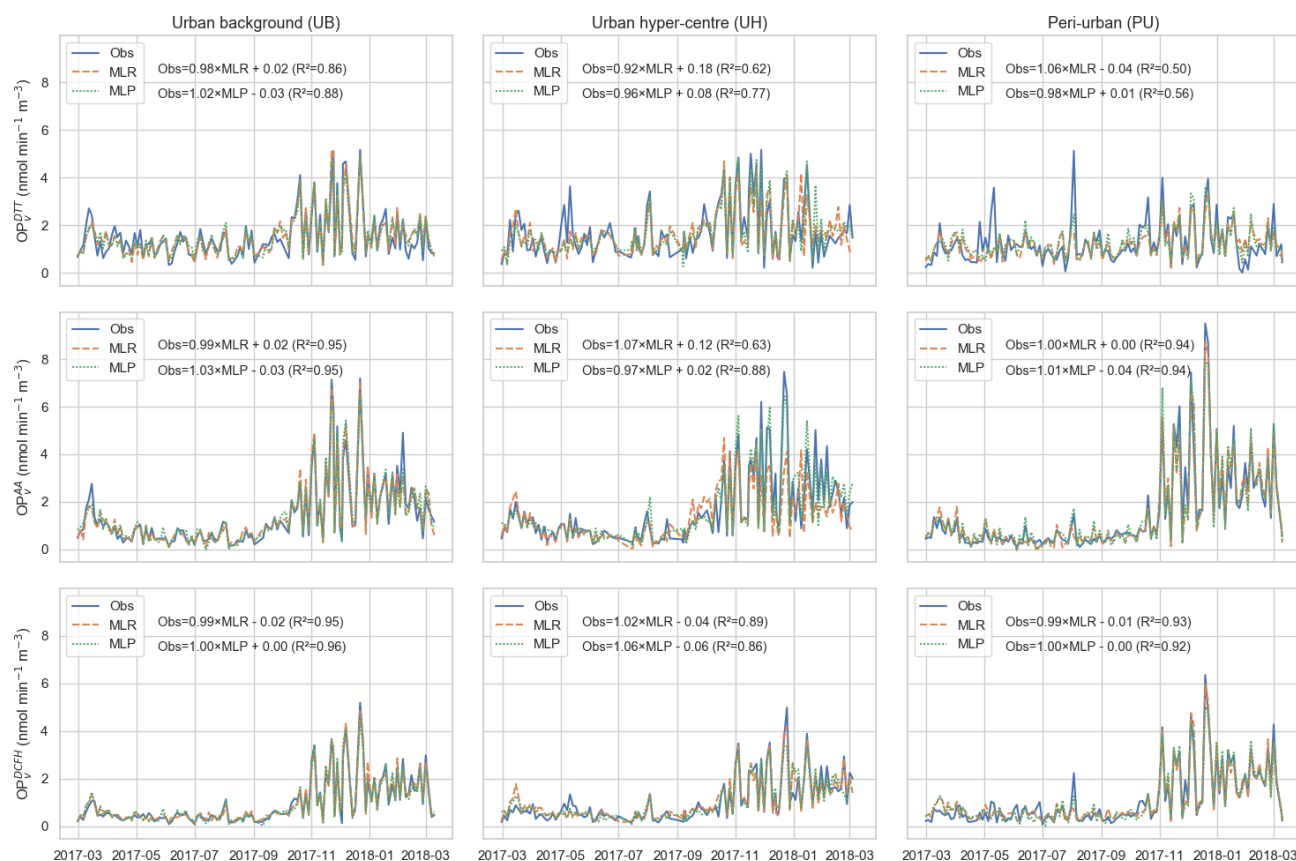 Urban background (UB)
Urban hyper-centre (UH)
Peri-urban (PU)
OP_v^DTT (nmol min⁻¹ m⁻³)
8
6
4
2
0
Obs
MLR
MLP
Obs=0.98×MLR + 0.02 (R²=0.86)
Obs=1.02×MLP - 0.03 (R²=0.88)
Obs
MLR
MLP
Obs=0.92×MLR + 0.18 (R²=0.62)
Obs=0.96×MLP + 0.08 (R²=0.77)
Obs
MLR
MLP
Obs=1.06×MLR - 0.04 (R²=0.50)
Obs=0.98×MLP + 0.01 (R²=0.56)
OP_v^AA (nmol min⁻¹ m⁻³)
8
6
4
2
0
Obs
MLR
MLP
Obs=0.99×MLR + 0.02 (R²=0.95)
Obs=1.03×MLP - 0.03 (R²=0.95)
Obs
MLR
MLP
Obs=1.07×MLR + 0.12 (R²=0.63)
Obs=0.97×MLP + 0.02 (R²=0.88)
Obs
MLR
MLP
Obs=1.00×MLR + 0.00 (R²=0.94)
Obs=1.01×MLP - 0.04 (R²=0.94)
OP_v^DCFH (nmol min⁻¹ m⁻³)
8
6
4
2
0
Obs
MLR
MLP
Obs=0.99×MLR - 0.02 (R²=0.95)
Obs=1.00×MLP + 0.00 (R²=0.96)
Obs
MLR
MLP
Obs=1.02×MLR - 0.04 (R²=0.89)
Obs=1.06×MLP - 0.06 (R²=0.86)
Obs
MLR
MLP
Obs=0.99×MLR - 0.01 (R²=0.93)
Obs=1.00×MLP - 0.00 (R²=0.92)
2017-03 2017-05 2017-07 2017-09 2017-11 2018-01 2018-03
2017-03 2017-05 2017-07 2017-09 2017-11 2018-01 2018-03
2017-03 2017-05 2017-07 2017-09 2017-11 2018-01 2018-03